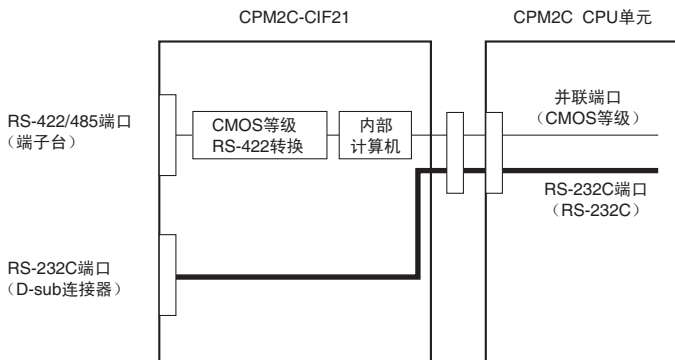 CPM2C-CIF21
CPM2C CPU单元
RS-422/485端口
（端子台）
CMOS等级
RS-422转换
内部
计算机
并联端口
（CMOS等级）
RS-232C端口
（RS-232C）
RS-232C端口
（D-sub连接器）